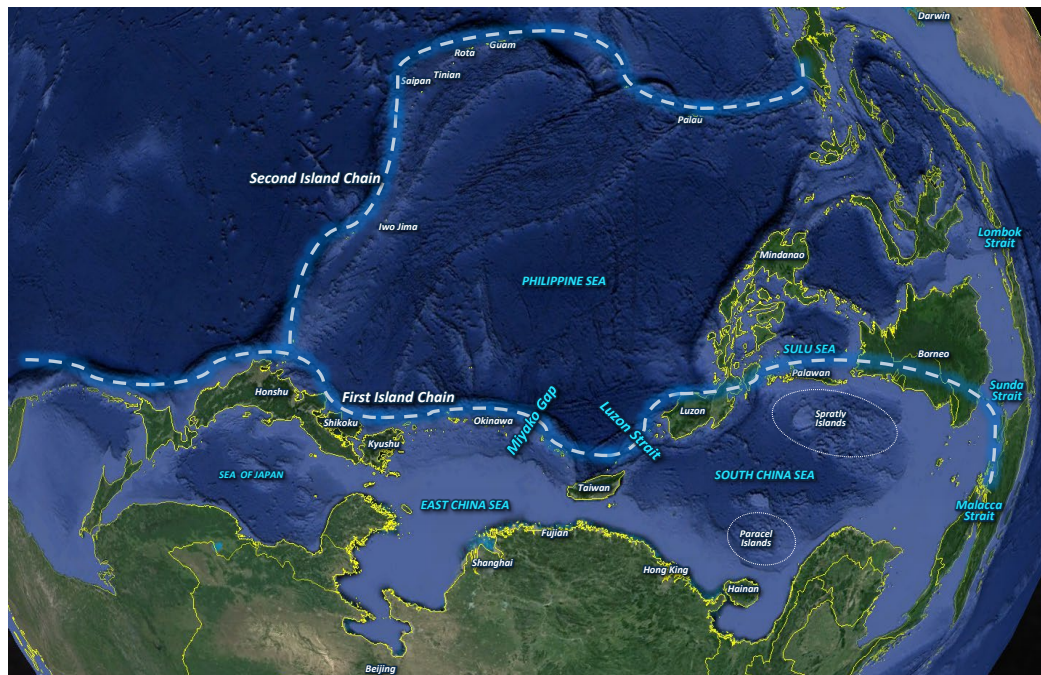 Darwin
Guam
Rota
Tinian
Saipan
Palau
Second Island Chain
Iwo Jima
Lombok
Strait
Mindanao
PHILIPPINE SEA
SULU SEA
Borneo
Palawan
Sunda
Strait
Honshu
First Island Chain
Shikoku
Okinawa
Miyako Gap
Luzon Strait
Luzon
Spratly
Islands
Kyushu
SEA OF JAPAN
SOUTH CHINA SEA
Taiwan
EAST CHINA SEA
Malacca
Strait
Fujian
Paracel
Islands
Shanghai
Hong King
Hainan
Beijing